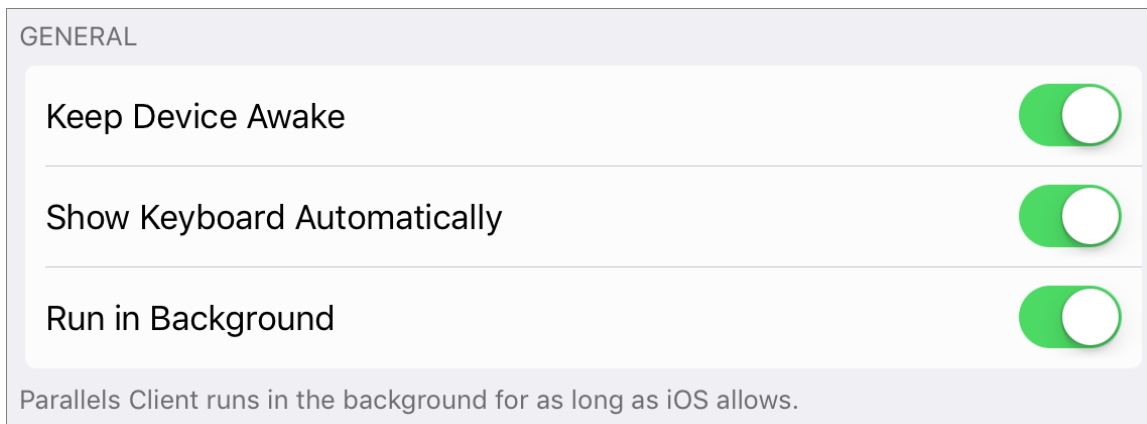 GENERAL
Keep Device Awake
Show Keyboard Automatically
Run in Background
Parallels Client runs in the background for as long as iOS allows.